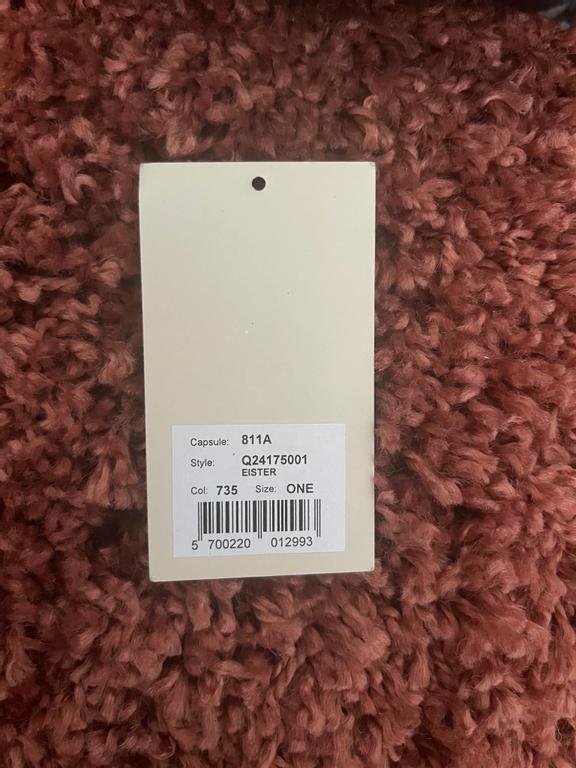 Capsule: 811A
Style: Q24175001
EISTER
Col: 735 Size: ONE
5 700220 012993